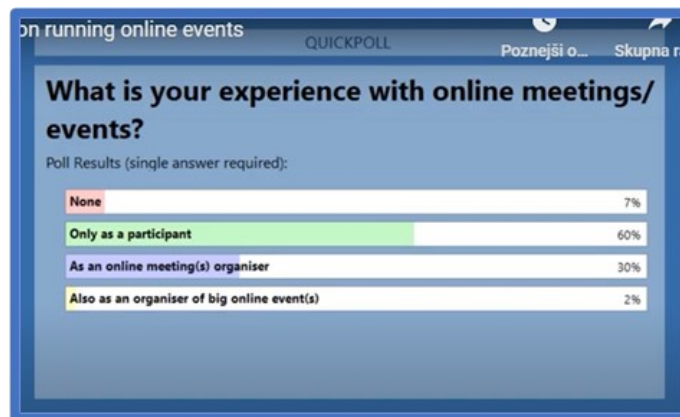 on running online events
QUICKPOLL
Poznejši o...
Skupna r
What is your experience with online meetings/
events?
Poll Results (single answer required):
None 7%
Only as a participant 60%
As an online meeting(s) organiser 30%
Also as an organiser of big online event(s) 2%